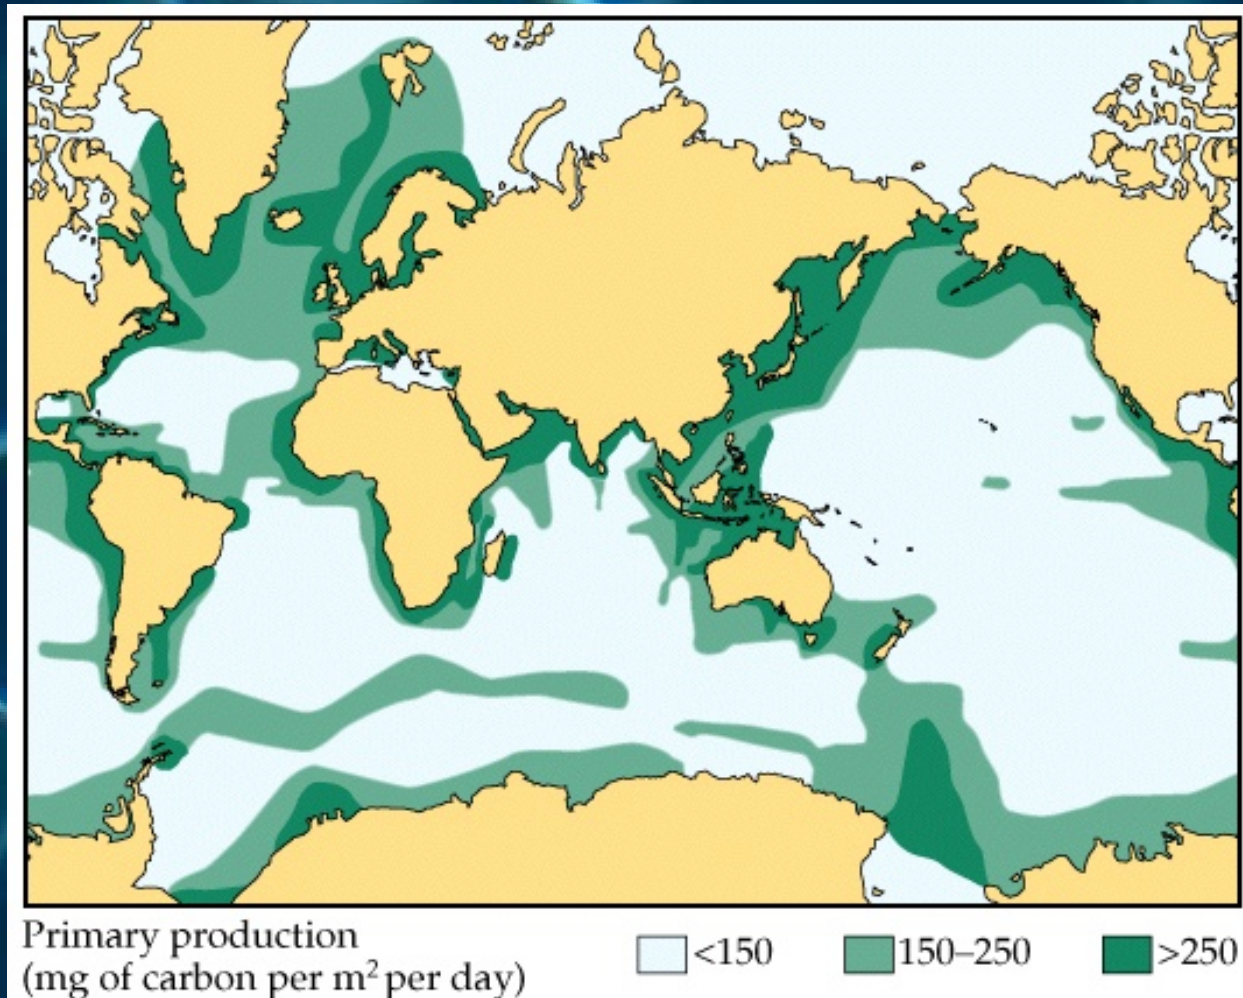 Primary production
(mg of carbon per m² per day)
<150
150–250
>250